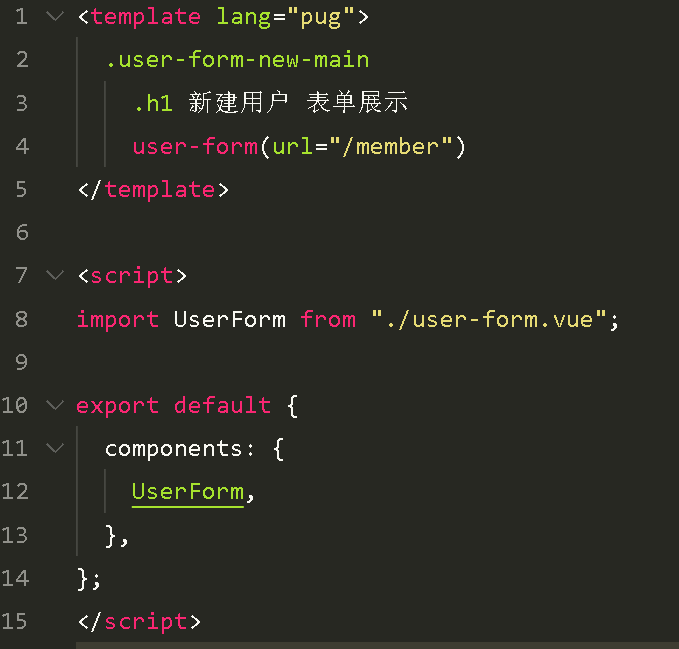 1 <template lang="pug">
2 .user-form-new-main
3 .h1 新建用户 表单展示
4 user-form(url="/member")
5 </template>
6
7 <script>
8 import UserForm from "./user-form.vue";
9
10 export default {
11 components: {
12 UserForm,
13 },
14 };
15 </script>